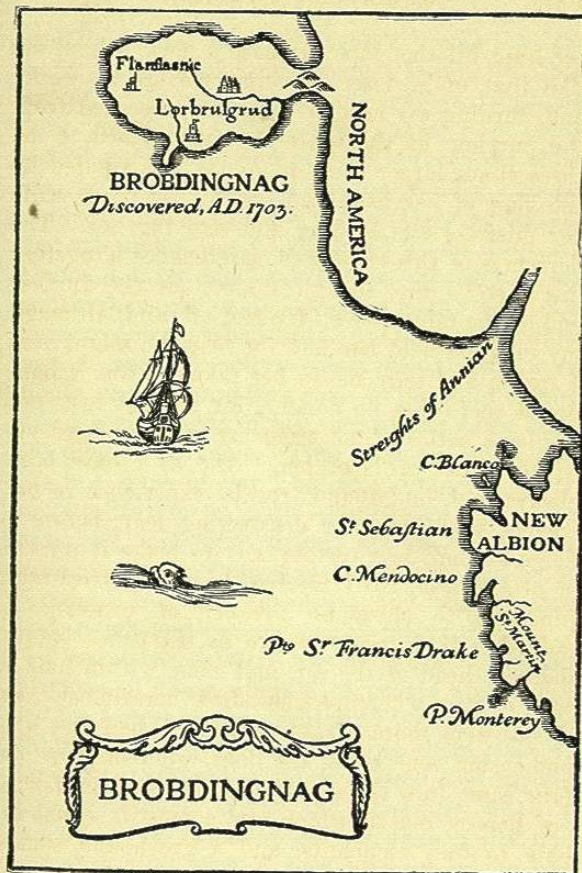 Flanflasnic
Lorbrulgrud
BROBDINGNAG
Discovered, AD. 1703.
NORTH AMERICA
Streights of Annian
C. Blanco
St Sebaſtian
NEW
ALBION
C. Mendocino
Mount
St Martin
Pto Sr Francis Drake
P. Monterey
BROBDINGNAG